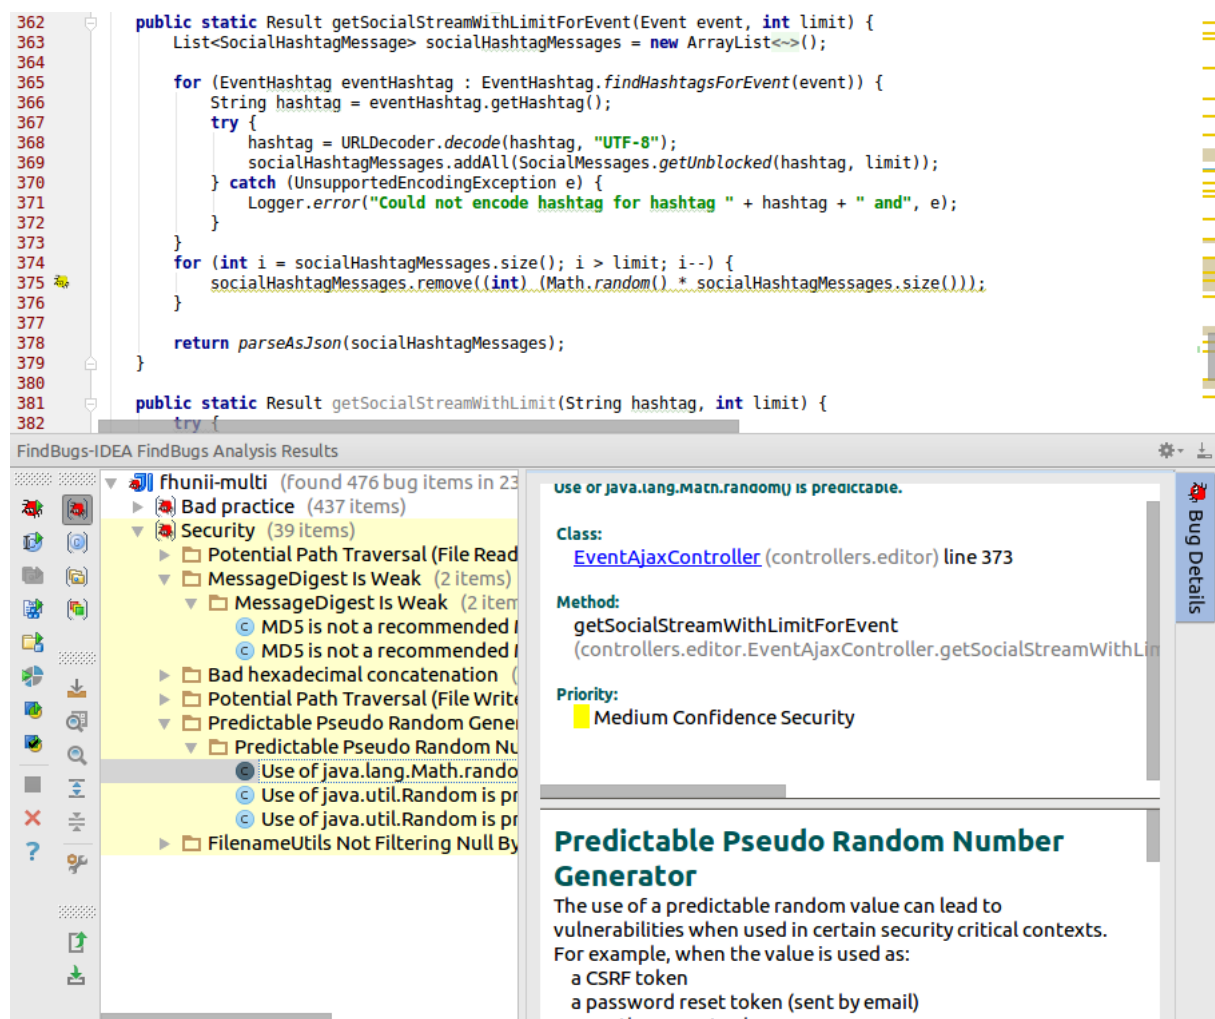 362 public static Result getSocialStreamWithLimitForEvent(Event event, int limit) {
363 List<SocialHashtagMessage> socialHashtagMessages = new ArrayList<~>();
364
365 for (EventHashtag eventHashtag : EventHashtag.findHashtagsForEvent(event)) {
366 String hashtag = eventHashtag.getHashtag();
367 try {
368 hashtag = URLDecoder.decode(hashtag, "UTF-8");
369 socialHashtagMessages.addAll(SocialMessages.getUnblocked(hashtag, limit));
370 } catch (UnsupportedEncodingException e) {
371 Logger.error("Could not encode hashtag for hashtag " + hashtag + " and", e);
372 }
373 }
374 for (int i = socialHashtagMessages.size(); i > limit; i--) {
375 socialHashtagMessages.remove((int) (Math.random() * socialHashtagMessages.size()));
376 }
377
378 return parseAsJson(socialHashtagMessages);
379 }
380
381 public static Result getSocialStreamWithLimit(String hashtag, int limit) {
382 try {
FindBugs-IDEA FindBugs Analysis Results
fhunii-multi (found 476 bug items in 23
Bad practice (437 items)
Security (39 items)
Potential Path Traversal (File Read
MessageDigest Is Weak (2 items)
MessageDigest Is Weak (2 item
MD5 is not a recommended
MD5 is not a recommended
Bad hexadecimal concatenation (
Potential Path Traversal (File Write
Predictable Pseudo Random Gener
Predictable Pseudo Random Nu
Use of java.lang.Math.rando
Use of java.util.Random is pr
Use of java.util.Random is pr
FilenameUtils Not Filtering Null By
Use of java.lang.Math.random() is predictable.
Class:
EventAjaxController (controllers.editor) line 373
Method:
getSocialStreamWithLimitForEvent
(controllers.editor.EventAjaxController.getSocialStreamWithLim
Priority:
Medium Confidence Security
Predictable Pseudo Random Number
Generator
The use of a predictable random value can lead to
vulnerabilities when used in certain security critical contexts.
For example, when the value is used as:
a CSRF token
a password reset token (sent by email)
Bug Details